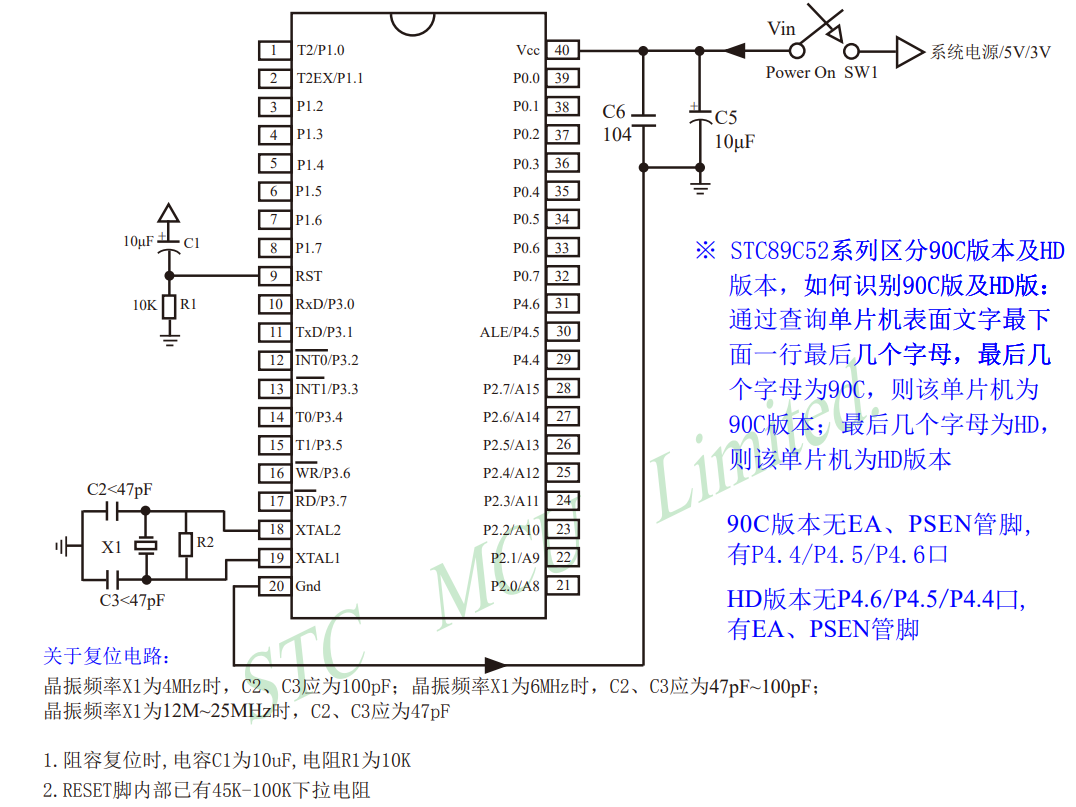 Vin
系统电源/5V/3V
Power On SW1
1 T2/P1.0 Vcc 40
2 T2EX/P1.1 P0.0 39
3 P1.2 P0.1 38
4 P1.3 P0.2 37
5 P1.4 P0.3 36
6 P1.5 P0.4 35
7 P1.6 P0.5 34
8 P1.7 P0.6 33
9 RST P0.7 32
10 RxD/P3.0 P4.6 31
11 TxD/P3.1 ALE/P4.5 30
12 INT0/P3.2 P4.4 29
13 INT1/P3.3 P2.7/A15 28
14 T0/P3.4 P2.6/A14 27
15 T1/P3.5 P2.5/A13 26
16 WR/P3.6 P2.4/A12 25
17 RD/P3.7 P2.3/A11 24
18 XTAL2 P2.2/A10 23
19 XTAL1 P2.1/A9 22
20 Gnd P2.0/A8 21
C6
104
+
C5
10μF
10μF + C1
10K R1
C2<47pF
X1
R2
C3<47pF
※ STC89C52系列区分90C版本及HD
版本，如何识别90C版及HD版：
通过查询单片机表面文字最下
面一行最后几个字母，最后几
个字母为90C，则该单片机为
90C版本；最后几个字母为HD，
则该单片机为HD版本
90C版本无EA、PSEN管脚,
有P4.4/P4.5/P4.6口
HD版本无P4.6/P4.5/P4.4口,
有EA、PSEN管脚
STC MCU Limited.
关于复位电路：
晶振频率X1为4MHz时，C2、C3应为100pF；晶振频率X1为6MHz时，C2、C3应为47pF~100pF；
晶振频率X1为12M~25MHz时，C2、C3应为47pF
1.阻容复位时,电容C1为10uF,电阻R1为10K
2.RESET脚内部已有45K-100K下拉电阻